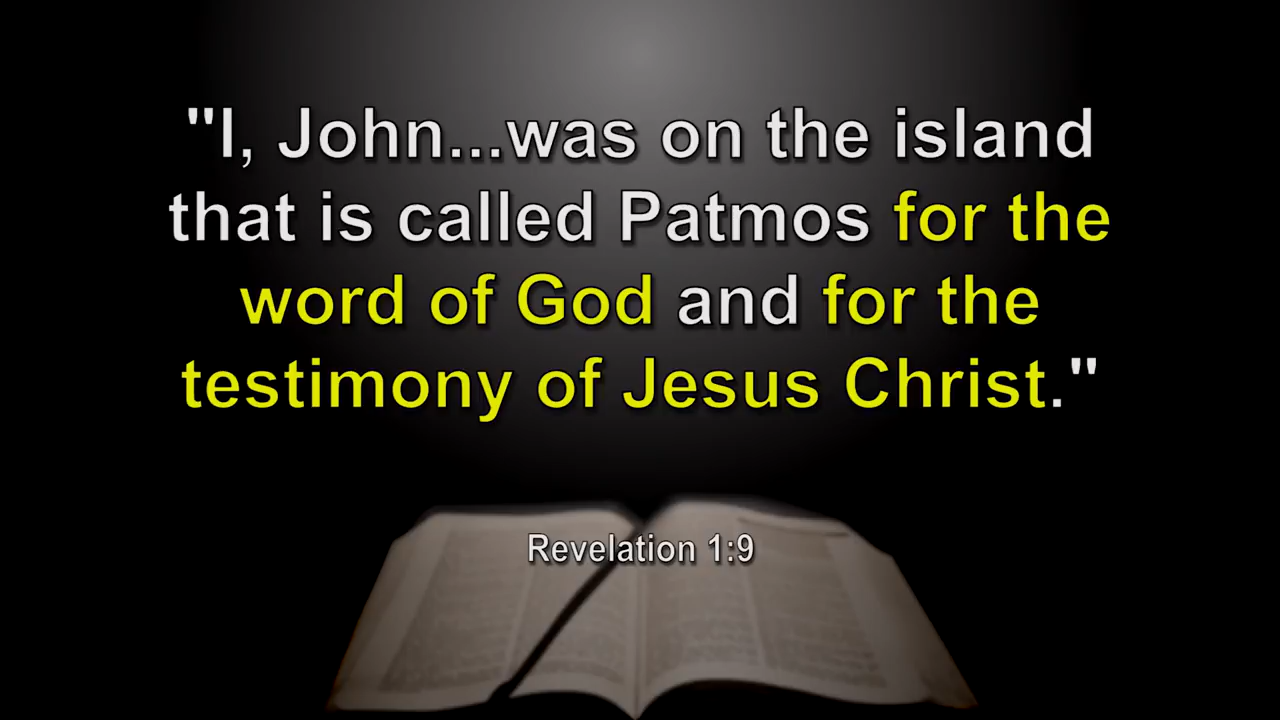 "I, John...was on the island
that is called Patmos for the
word of God and for the
testimony of Jesus Christ."
Revelation 1:9